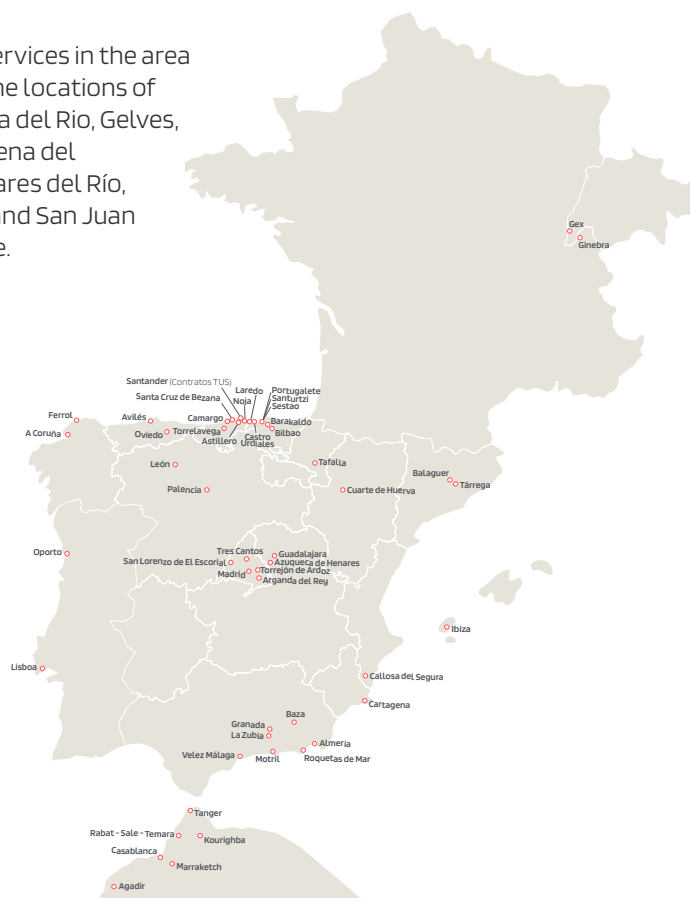 ervices in the area
he locations of
a del Rio, Gelves,
ena del
ares del Río,
and San Juan
e.
Gex
Ginebra
Santander (Contratos TUS)
Laredo
Portugalete
Santa Cruz de Bezana
Noja
Santurtzi
Sestao
Ferrol
Avilés
Camargo
Barakaldo
A Coruña
Oviedo
Torrelavega
Bilbao
Astillero
Castro
Urdiales
León
Tafalla
Balaguer
Tárrega
Palencia
Cuarte de Huerva
Oporto
Tres Cantos
Guadalajara
San Lorenzo de El Escorial
Azuqueca de Henares
Madrid
Torrejón de Ardoz
Arganda del Rey
Ibiza
Lisboa
Callosa del Segura
Cartagena
Baza
Granada
La Zubia
Almería
Velez Málaga
Motril
Roquetas de Mar
Tanger
Rabat - Sale - Temara
Kourighba
Casablanca
Marraketch
Agadir